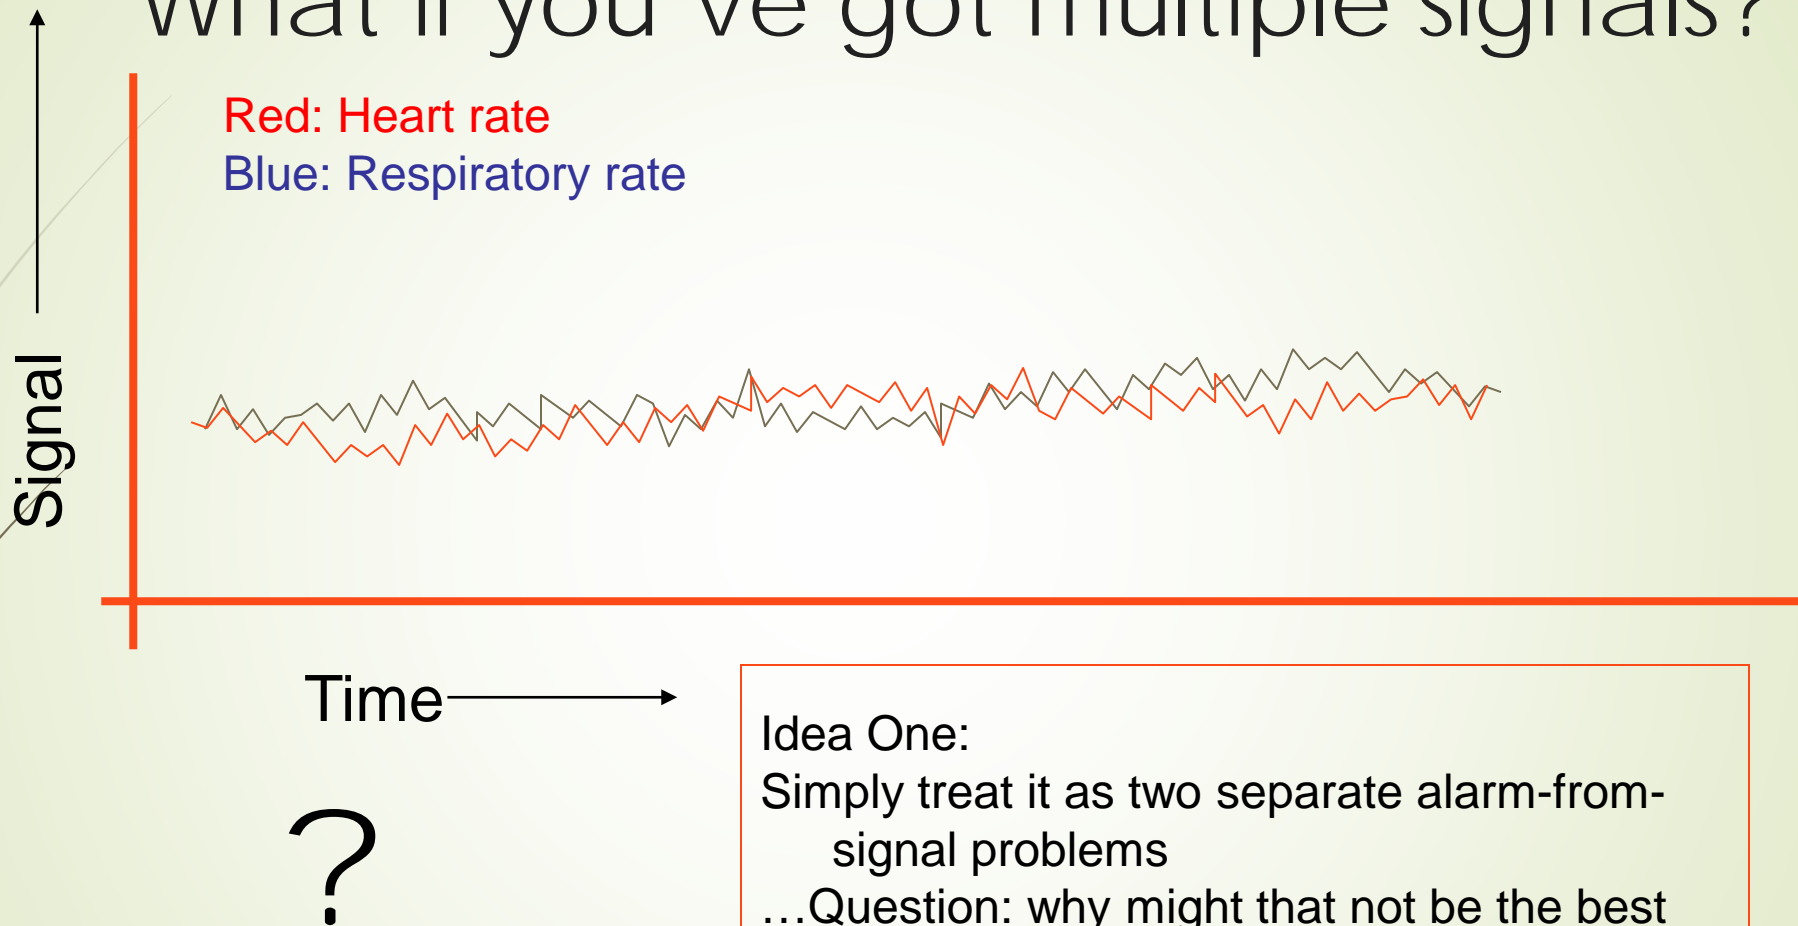 What if you've got multiple signals?
Red: Heart rate
Blue: Respiratory rate
Signal
Time
?
Idea One:
Simply treat it as two separate alarm-from-
signal problems
…Question: why might that not be the best